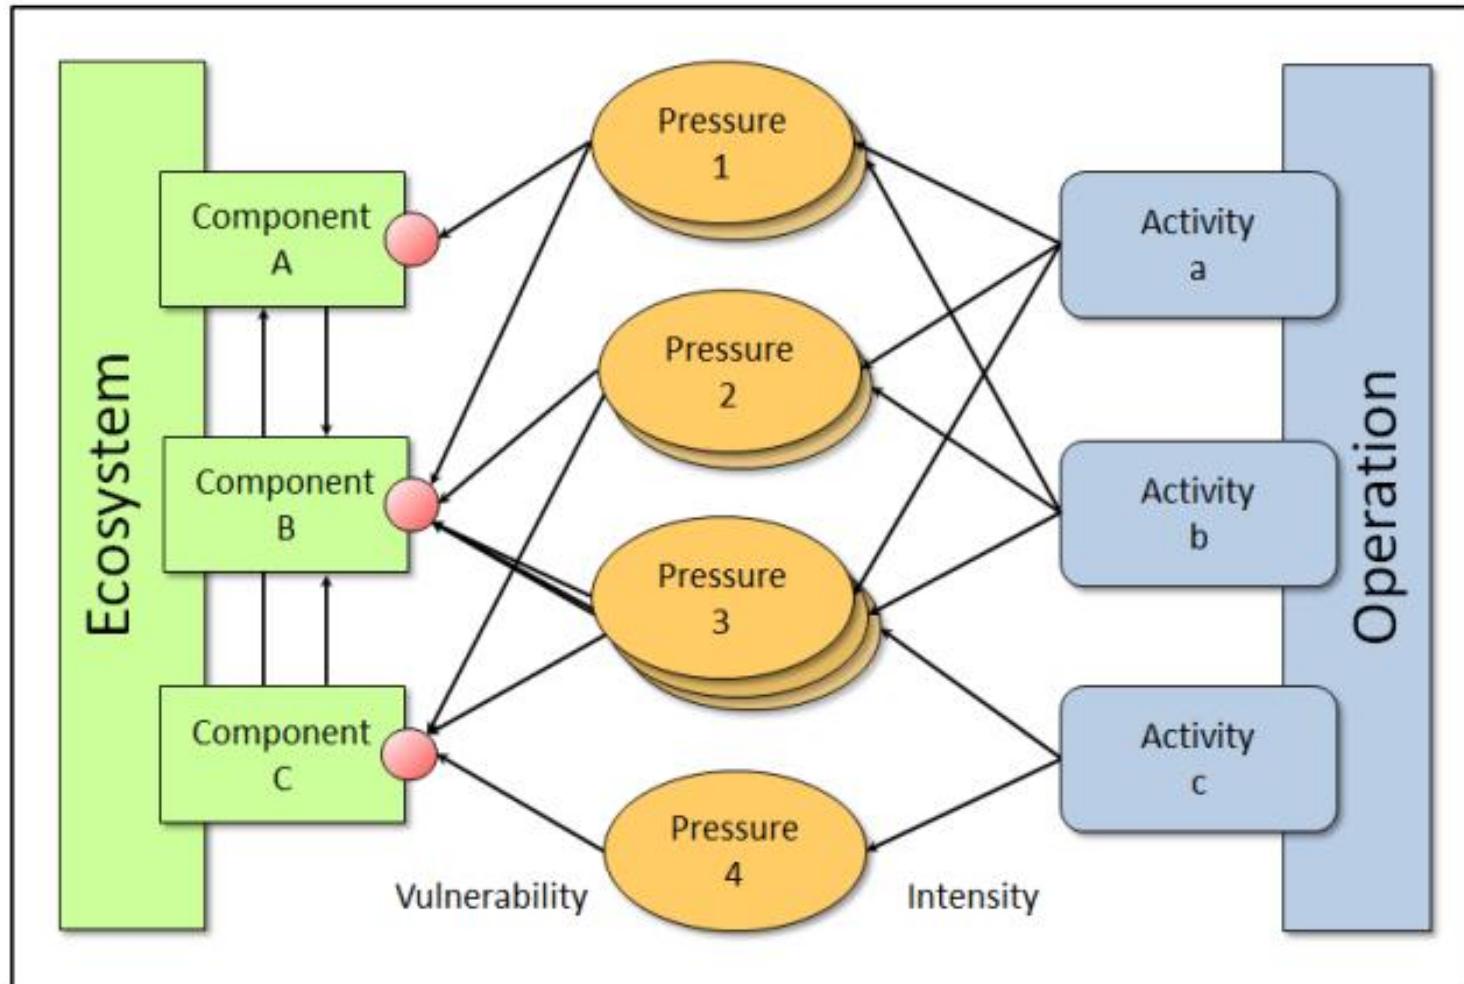 Ecosystem
Component
A
Component
B
Component
C
Pressure
1
Pressure
2
Pressure
3
Pressure
4
Vulnerability
Intensity
Activity
a
Activity
b
Activity
c
Operation